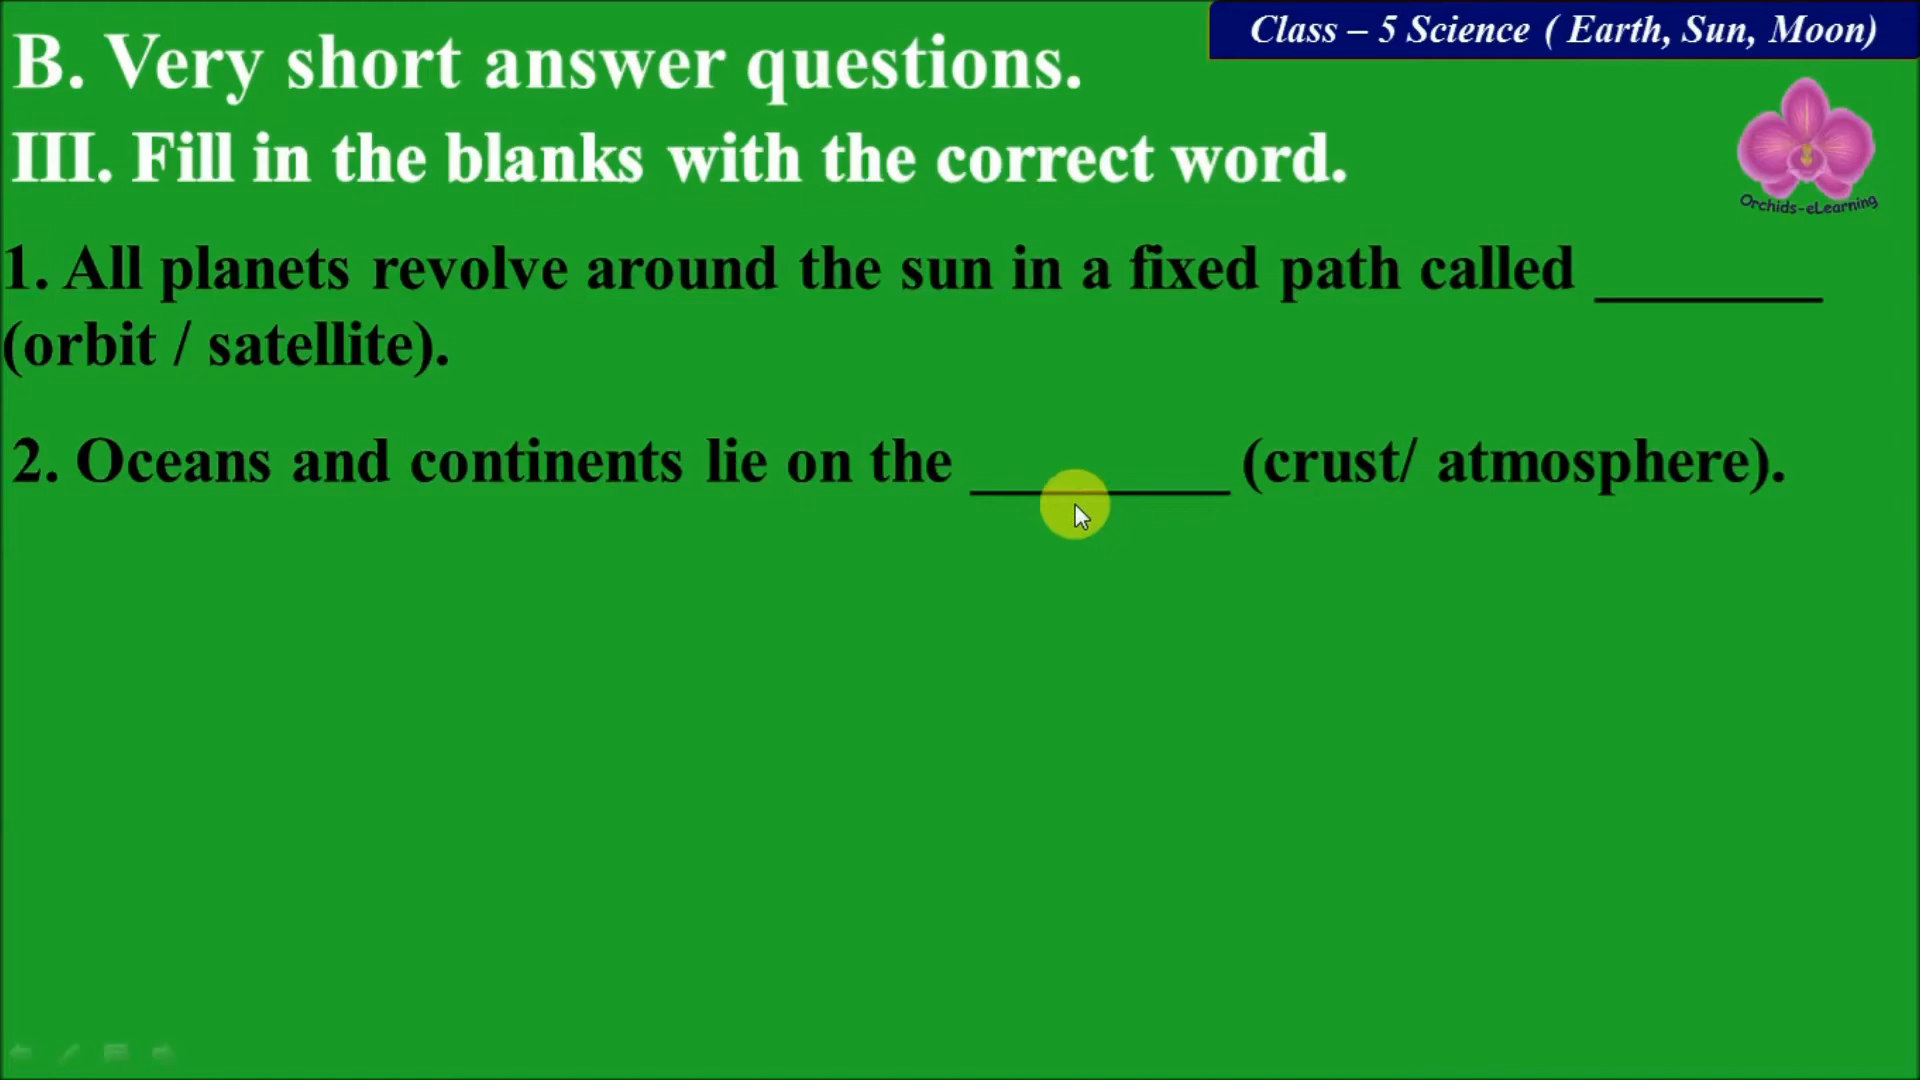 Class – 5 Science ( Earth, Sun, Moon)
B. Very short answer questions.
III. Fill in the blanks with the correct word.
Orchids-eLearning
1. All planets revolve around the sun in a fixed path called _______
(orbit / satellite).
2. Oceans and continents lie on the ________ (crust/ atmosphere).